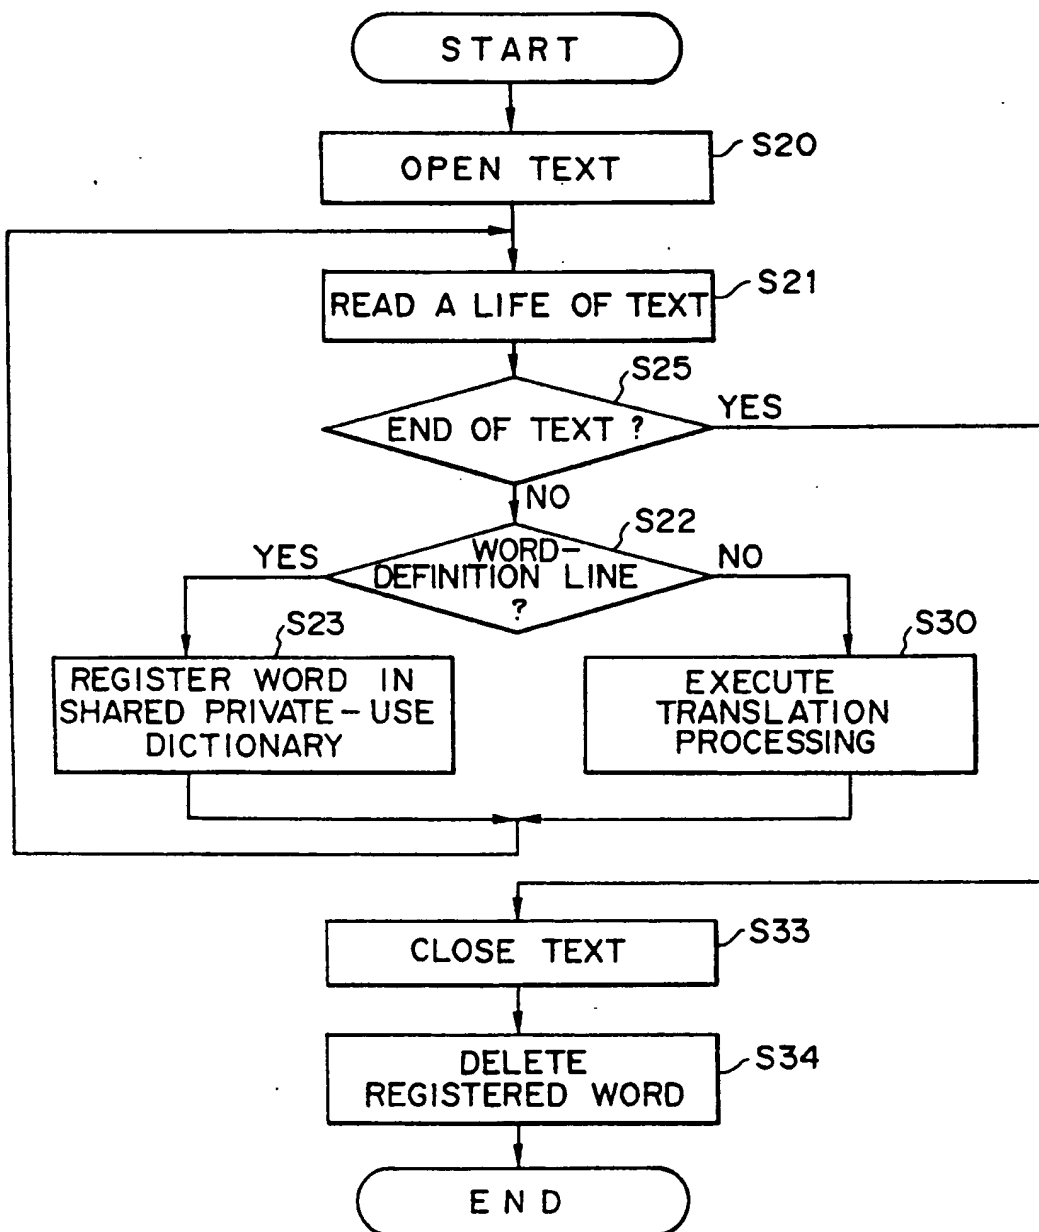 START
OPEN TEXT
S20
READ A LIFE OF TEXT
S21
S25
END OF TEXT ?
YES
NO
S22
YES
WORD-
DEFINITION LINE
?
NO
S23
REGISTER WORD IN
SHARED PRIVATE-USE
DICTIONARY
S30
EXECUTE
TRANSLATION
PROCESSING
CLOSE TEXT
S33
DELETE
REGISTERED WORD
S34
END